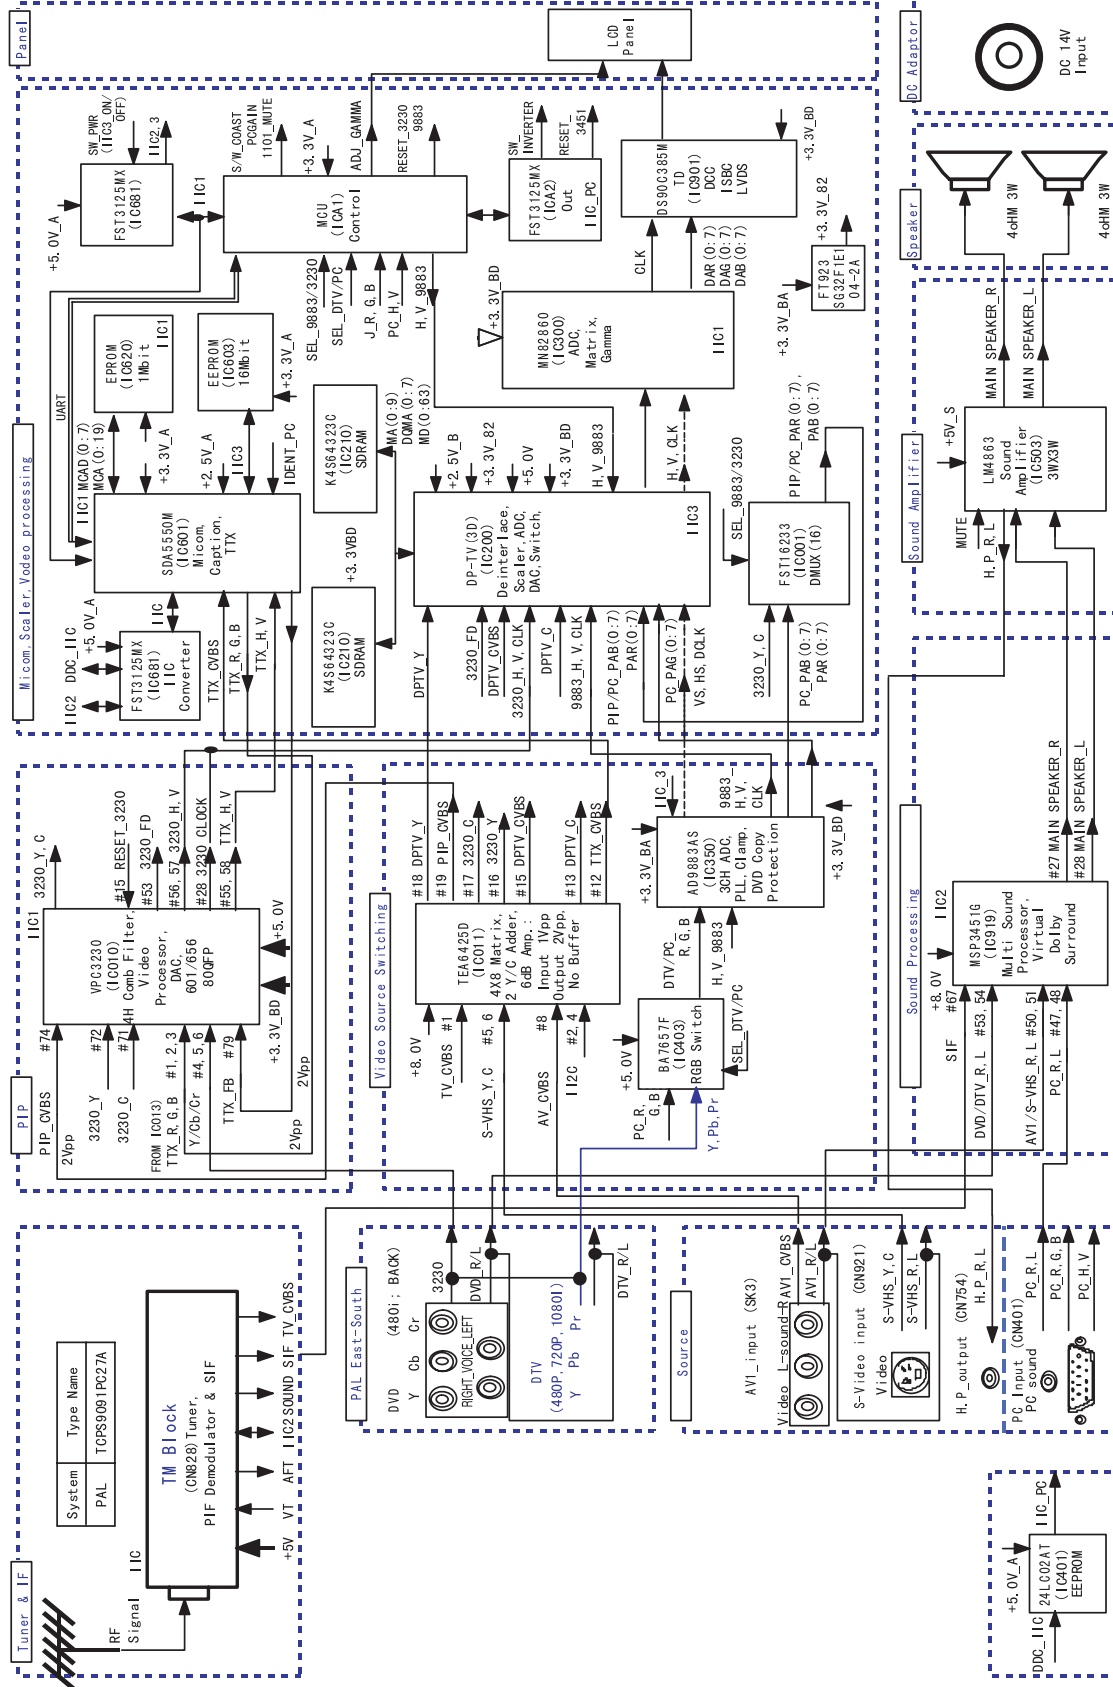 Tuner & IF
System
Type Name
PAL
TCPS9091PC27A
RF
Signal
IIC
TM Block
(CN828)Tuner,
PIF Demodulator & SIF
+5V
VT
AFT
IIC2
SOUND
SIF
TV_CVBS
PIP
PIP_CVBS
#74
2Vpp
3230_Y
#72
3230_C
#71
FROM IC013)
TTX_R,G,B
#1,2,3
Y/Cb/Cr
#4,5,6
TTX_FB
#79
+3.3V_BD
+5.0V
2Vpp
2Vpp
IIC1
VPC3230
(IC010)
4H Comb Filter,
Video
Processor,
DAC,
601/656
80QFP
3230_Y,C
#15 RESET_3230
#53 3230_FD
#56,57 3230_H,V
#28 3230 CLOCK
#55,58 TTX_H,V
Micom,Scaler,Vodeo processing
IIC2
DDC_IIC
+5.0V_A
FST3125MX
(IC681)
IIC
Converter
IIC
TTX_CVBS
TTX_R,G,B
TTX_H,V
SDA5550M
(IC601)
Micom,
Caption,
TTX
UART
IIC1
MCAD(0:7)
MCA(0:19)
+3.3V_A
+2.5V_A
IIC3
IDENT_PC
EPROM
(IC620)
1Mbit
IIC1
EEPROM
(IC603)
16Mbit
+3.3V_A
+5.0V_A
SW_PWR
(IIC3_ON/
OFF)
IIC2,3
FST3125MX
(IC681)
IIC1
S/W_COAST
PCGAIN
1101_MUTE
+3.3V_A
ADJ_GAMMA
RESET_3230
9883
MCU
(ICA1)
Control
SEL_9883/3230
SEL_DTV/PC
J_R,G,B
PC_H,V
H,V_9883
FST3125MX
(ICA2)
Out
IIC_PC
SW_
INVERTER
RESET_
3451
K4S64323C
(IC210)
SDRAM
+3.3VBD
K4S64323C
(IC210)
SDRAM
MA(0:9)
DQMA(0:7)
MD(0:63)
DPTV_Y
3230_FD
DPTV_CVBS
3230_H,V,CLK
DPTV_C
9883_H,V,CLK
PIP/PC_PAB(0:7)
PAR(0:7)
PC_PAG(0:7)
VS,HS,DCLK
DP-TV(3D)
(IC200)
Deinterlace,
Scaler,ADC,
DAC,Switch,
IIC3
+2.5V_B
+3.3V_82
+5.0V
+3.3V_BD
H,V_9883
H,V,CLK
+3.3V_BD
MN82860
(IC300)
ADC,
Matrix,
Gamma
IIC1
CLK
DAR(0:7)
DAG(0:7)
DAB(0:7)
DS90C385M
TD
(IC901)
DCC
ISBC
LVDS
+3.3V_BD
+3.3V_BA
FT923
SG32F1E1
04-2A
+3.3V_82
3230_Y,C
PC_PAB(0:7)
PAR(0:7)
SEL_9883/3230
FST16233
(IC001)
DMUX(16)
PIP/PC_PAR(0:7),
PAB(0:7)
Panel
LCD
Panel
Video Source Switching
+8.0V
TV_CVBS
#1
S-VHS_Y,C
#5,6
AV_CVBS
#8
II2C
#2,4
TEA6425D
(IC011)
4X8 Matrix,
2 Y/C Adder,
6dB Amp.:
Input 1Vpp
Output 2Vpp,
No Buffer
#18 DPTV_Y
#19 PIP_CVBS
#17 3230_C
#16 3230_Y
#15 DPTV_CVBS
#13 DPTV_C
#12 TTX_CVBS
+5.0V
PC_R,
G,B
Y,Pb,Pr
BA7657F
(IC403)
RGB Switch
SEL_DTV/PC
DTV/PC_
R,G,B
H,V_9883
+3.3V_BA
IIC_3
AD9883AS
(IC350)
3CH ADC,
PLL,Clamp,
DVD Copy
Protection
9883_
H,V,
CLK
+3.3V_BD
PAL East-South
DVD
(480i; BACK)
Y
Cb
Cr
RIGHT_VOICE_LEFT
3230
DVD_R/L
DTV
(480P,720P,1080I)
Y
Pb
Pr
DTV_R/L
Source
AV1_input (SK3)
Video
L-sound-R
AV1_CVBS
AV1_R/L
S-Video input (CN921)
Video
S-VHS_Y,C
S-VHS_R,L
H.P_output (CN754)
H.P_R,L
PC Input (CN401)
PC sound
PC_R,L
PC_R,G,B
PC_H,V
Sound Processing
+8.0V
SIF
#67
DVD/DTV_R,L
#53,54
AV1/S-VHS_R,L
#50,51
PC_R,L
#47,48
IIC2
MSP3451G
(IC919)
Multi Sound
Processor,
Virtual
Dolby
Surround
#27 MAIN SPEAKER_R
#28 MAIN SPEAKER_L
Sound Amplifier
MUTE
H.P_R,L
+5V_S
LM4863
Sound
Amplifier
(IC503)
3WX3W
MAIN SPEAKER_R
MAIN SPEAKER_L
Speaker
4oHM 3W
4oHM 3W
DC Adaptor
DC 14V
Input
DDC_IIC
+5.0V_A
24LC02AT
(IC401)
EEPROM
IIC_PC